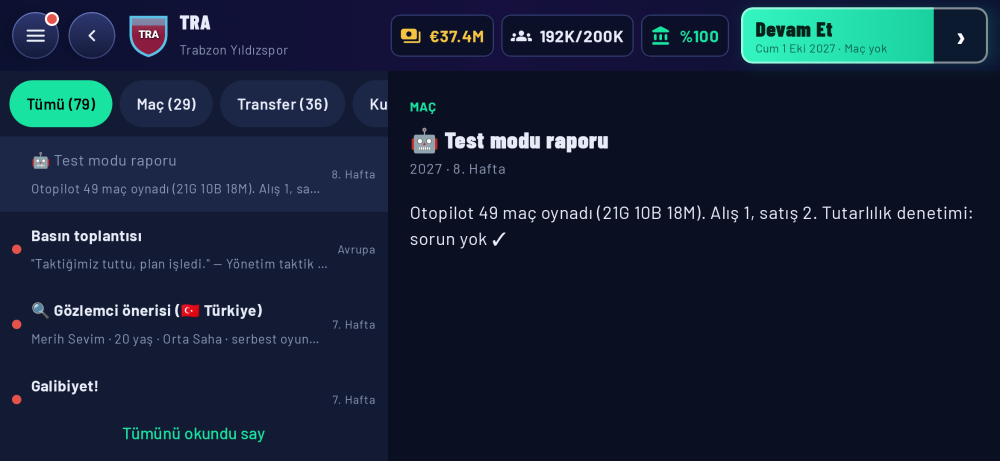 TRA
TRA
Trabzon Yıldızspor
€37.4M
192K/200K
%100
Devam Et
Cum 1 Eki 2027 · Maç yok
Tümü (79)
Maç (29)
Transfer (36)
Ku
🤖 Test modu raporu
8. Hafta
Otopilot 49 maç oynadı (21G 10B 18M). Alış 1, sa...
Basın toplantısı
Avrupa
"Taktiğimiz tuttu, plan işledi." — Yönetim taktik ...
🔍 Gözlemci önerisi (🇹🇷 Türkiye)
7. Hafta
Merih Sevim · 20 yaş · Orta Saha · serbest oyun...
Galibiyet!
7. Hafta
Tümünü okundu say
MAÇ
🤖 Test modu raporu
2027 · 8. Hafta
Otopilot 49 maç oynadı (21G 10B 18M). Alış 1, satış 2. Tutarlılık denetimi:
sorun yok ✓